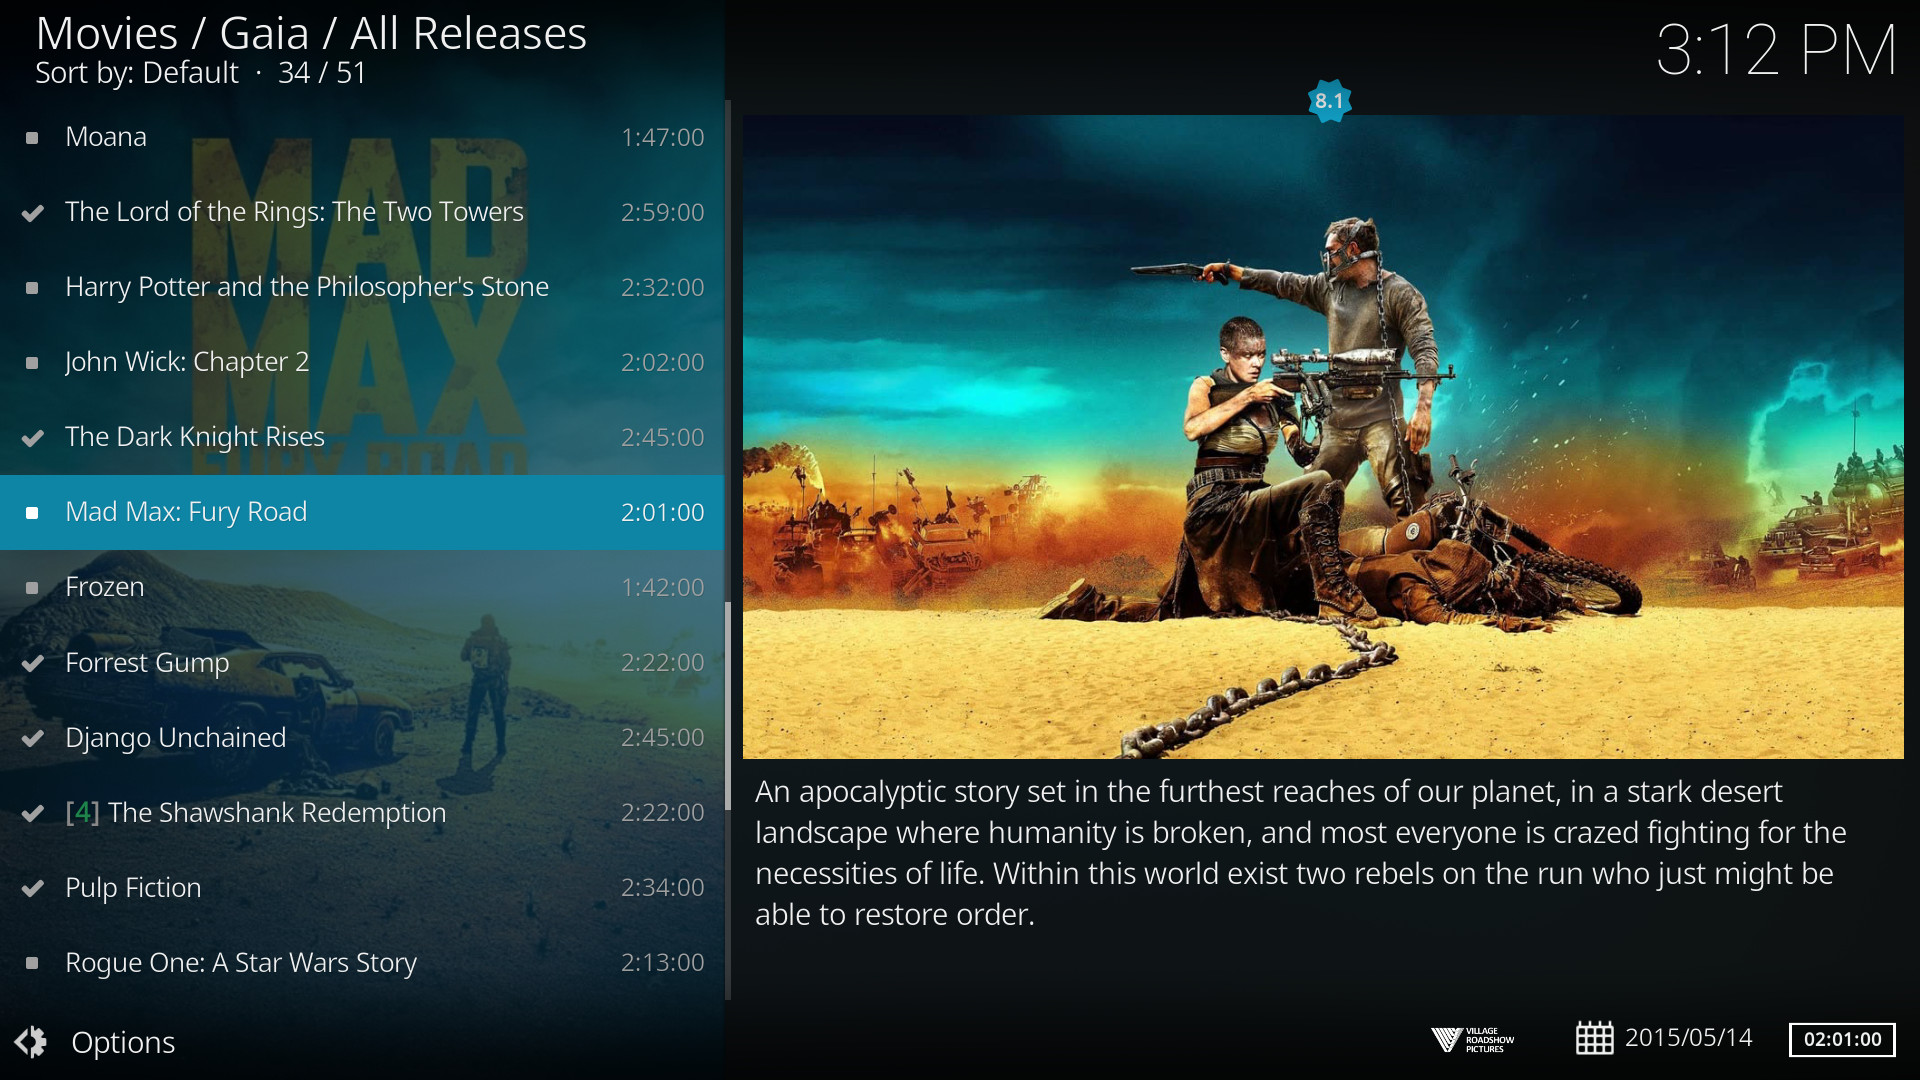 Movies / Gaia / All Releases
Sort by: Default · 34 / 51
3:12 PM
8.1
Moana 1:47:00
The Lord of the Rings: The Two Towers 2:59:00
Harry Potter and the Philosopher's Stone 2:32:00
John Wick: Chapter 2 2:02:00
The Dark Knight Rises 2:45:00
Mad Max: Fury Road 2:01:00
Frozen 1:42:00
Forrest Gump 2:22:00
Django Unchained 2:45:00
[4] The Shawshank Redemption 2:22:00
Pulp Fiction 2:34:00
Rogue One: A Star Wars Story 2:13:00
Options
MAD
MAX
FURY ROAD
An apocalyptic story set in the furthest reaches of our planet, in a stark desert
landscape where humanity is broken, and most everyone is crazed fighting for the
necessities of life. Within this world exist two rebels on the run who just might be
able to restore order.
VILLAGE
ROADSHOW
PICTURES
2015/05/14
02:01:00